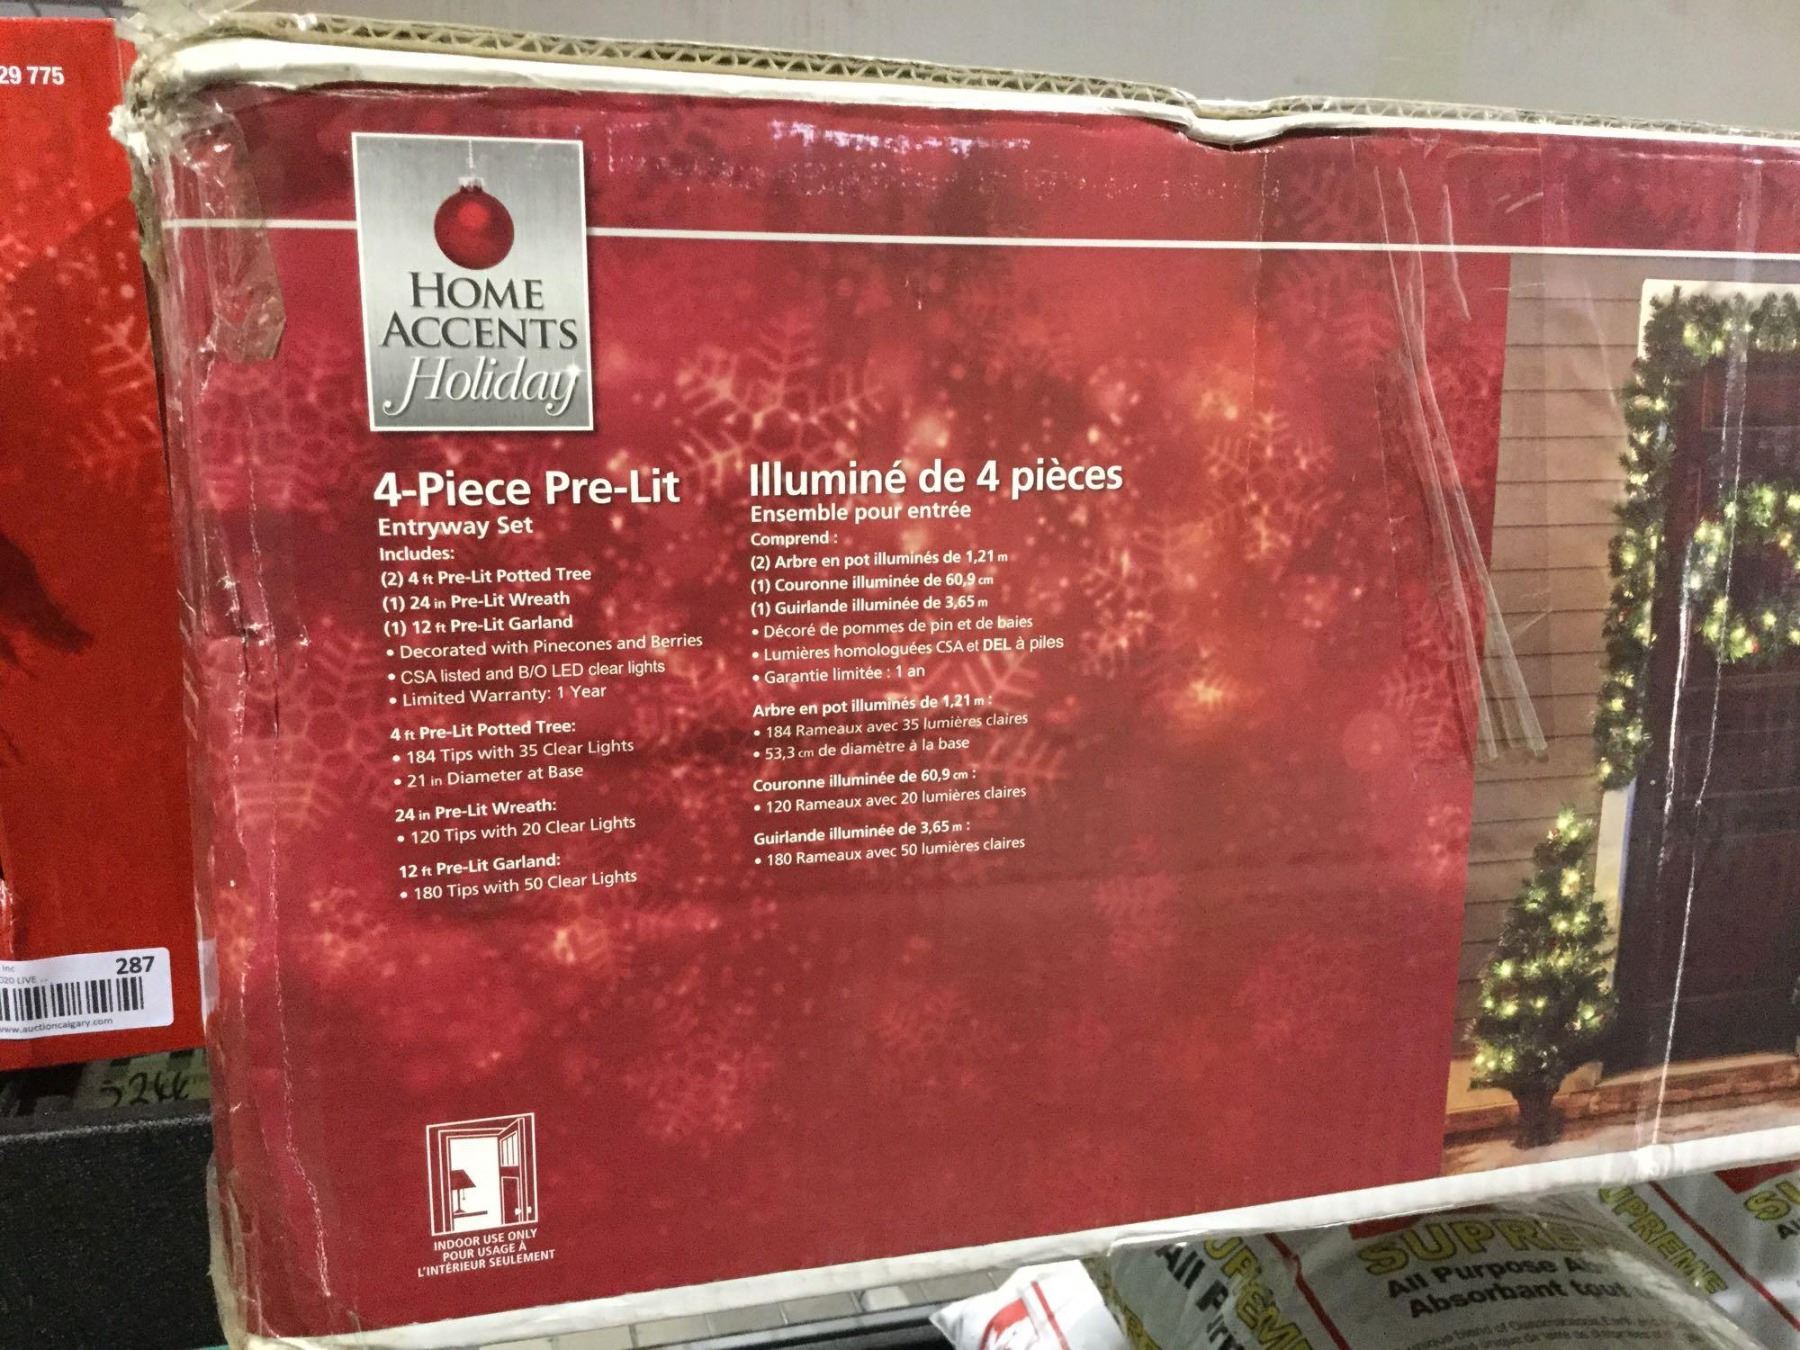 29 775
HOME
ACCENTS
Holiday
4-Piece Pre-Lit
Entryway Set
Includes:
(2) 4 ft Pre-Lit Potted Tree
(1) 24 in Pre-Lit Wreath
(1) 12 ft Pre-Lit Garland
• Decorated with Pinecones and Berries
• CSA listed and B/O LED clear lights
• Limited Warranty: 1 Year
4 ft Pre-Lit Potted Tree:
• 184 Tips with 35 Clear Lights
• 21 in Diameter at Base
24 in Pre-Lit Wreath:
• 120 Tips with 20 Clear Lights
12 ft Pre-Lit Garland:
• 180 Tips with 50 Clear Lights
Illuminé de 4 pièces
Ensemble pour entrée
Comprend :
(2) Arbre en pot illuminés de 1,21 m
(1) Couronne illuminée de 60,9 cm
(1) Guirlande illuminée de 3,65 m
• Décoré de pommes de pin et de baies
• Lumières homologuées CSA et DEL à piles
• Garantie limitée : 1 an
Arbre en pot illuminés de 1,21 m :
• 184 Rameaux avec 35 lumières claires
• 53,3 cm de diamètre à la base
Couronne illuminée de 60,9 cm :
• 120 Rameaux avec 20 lumières claires
Guirlande illuminée de 3,65 m :
• 180 Rameaux avec 50 lumières claires
INDOOR USE ONLY
POUR USAGE À
L'INTÉRIEUR SEULEMENT
Inc 287
020 LIVE
www.auctioncalgary.com
5244
SUPREME
All Purpose
Absorbant tout